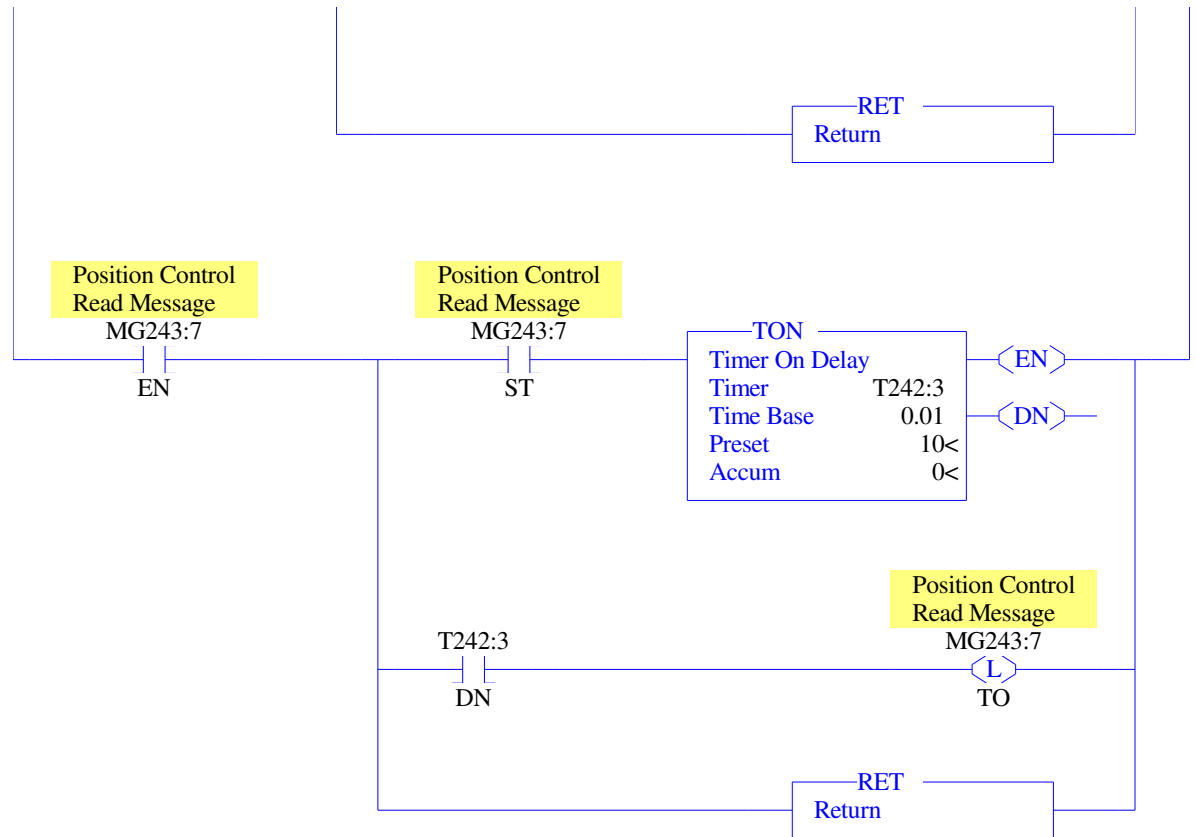 RET
Return
Position Control
Read Message
MG243:7
EN
Position Control
Read Message
MG243:7
ST
TON
Timer On Delay
Timer T242:3
Time Base 0.01
Preset 10<
Accum 0<
EN
DN
T242:3
DN
Position Control
Read Message
MG243:7
L
TO
RET
Return